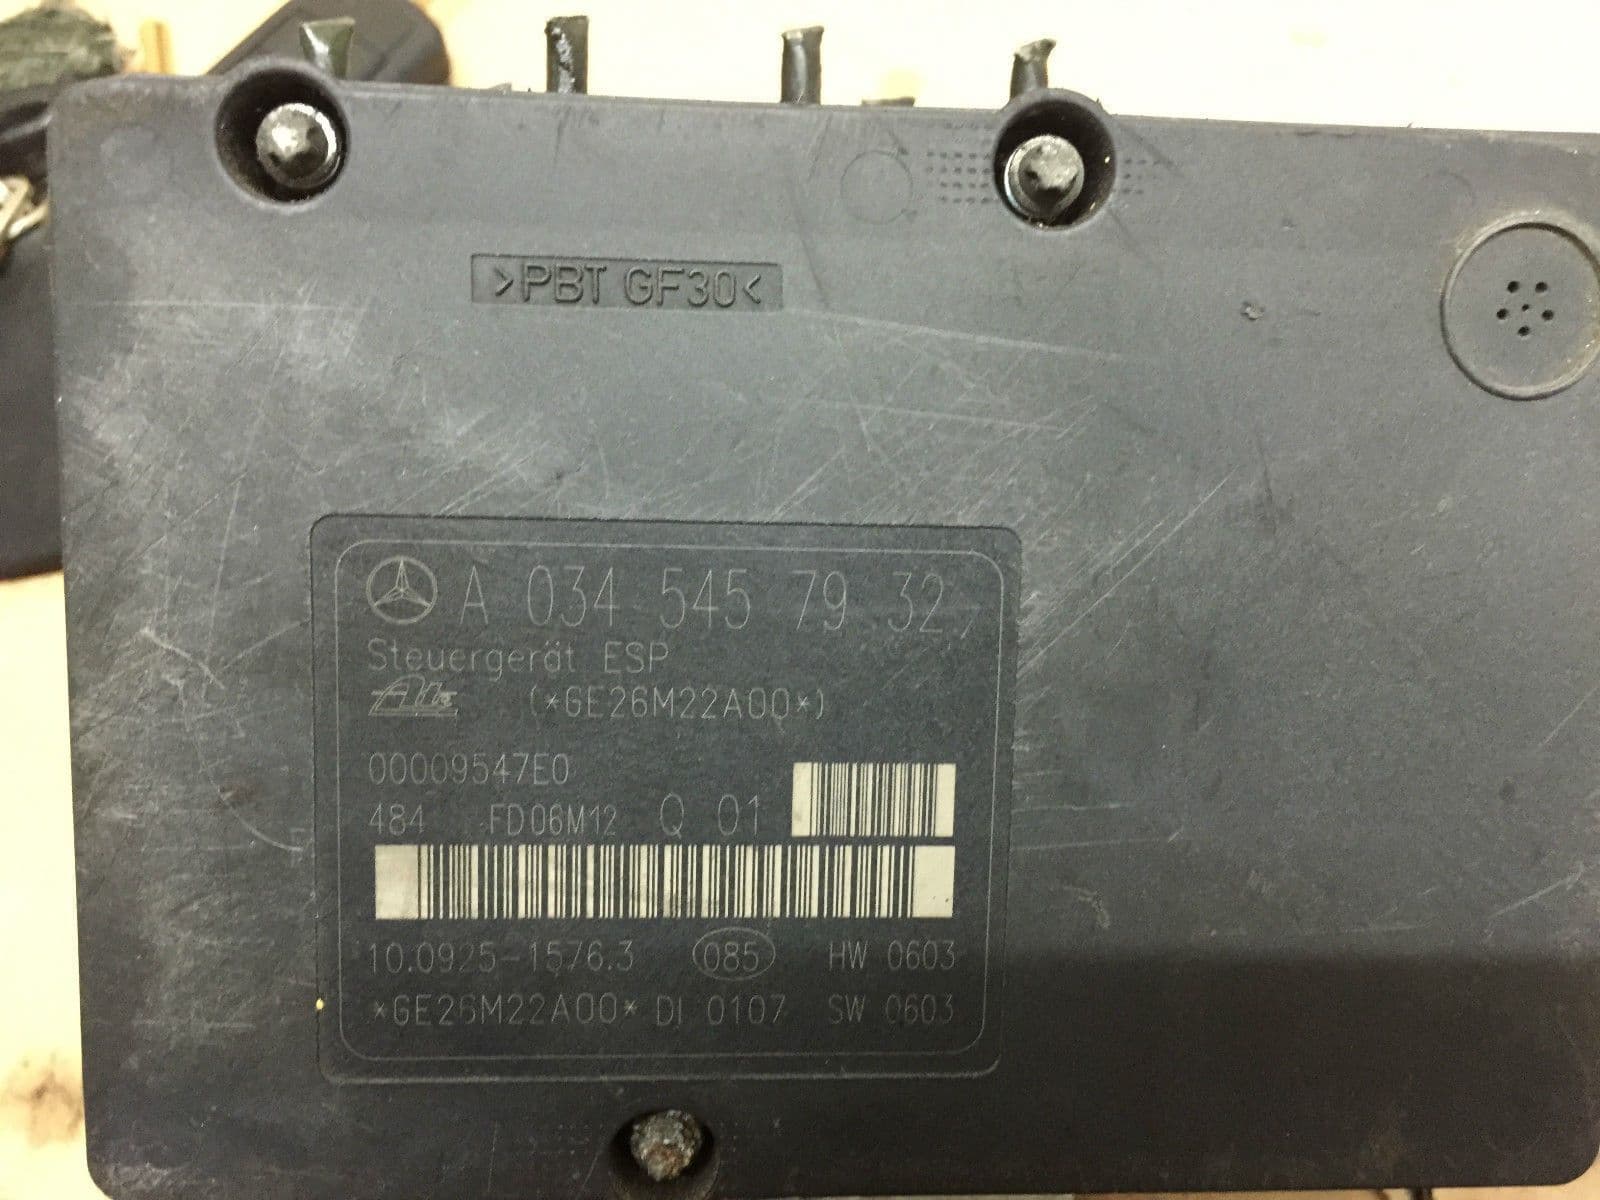 >PBT GF30<
A 034 545 79 32
Steuergerät ESP
Ate (*GE26M22A00*)
00009547E0
484 FD06M12 Q 01
10.0925-1576.3 085 HW 0603
*GE26M22A00* DI 0107 SW 0603